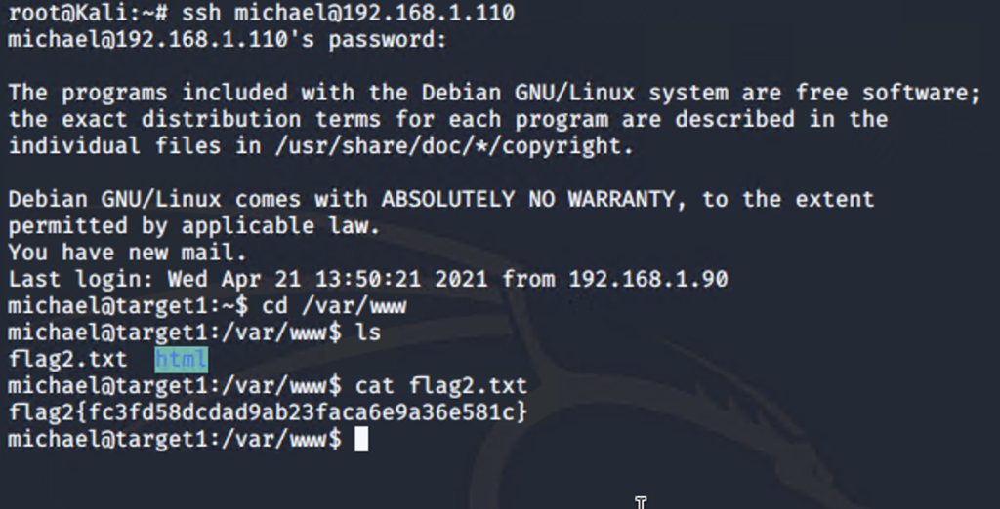 root@Kali:~# ssh michael@192.168.1.110
michael@192.168.1.110's password:
The programs included with the Debian GNU/Linux system are free software;
the exact distribution terms for each program are described in the
individual files in /usr/share/doc/*/copyright.
Debian GNU/Linux comes with ABSOLUTELY NO WARRANTY, to the extent
permitted by applicable law.
You have new mail.
Last login: Wed Apr 21 13:50:21 2021 from 192.168.1.90
michael@target1:~$ cd /var/www
michael@target1:/var/www$ ls
flag2.txt  html
michael@target1:/var/www$ cat flag2.txt
flag2{fc3fd58dcdad9ab23faca6e9a36e581c}
michael@target1:/var/www$